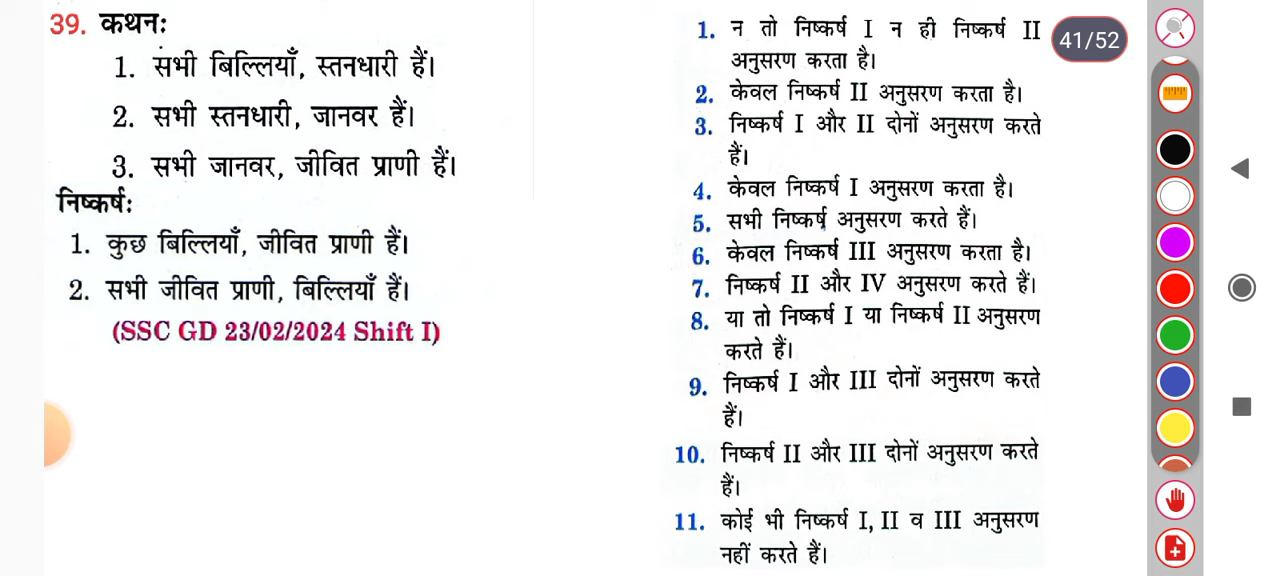 39. कथनः
1. सभी बिल्लियाँ, स्तनधारी हैं।
2. सभी स्तनधारी, जानवर हैं।
3. सभी जानवर, जीवित प्राणी हैं।
निष्कर्षः
1. कुछ बिल्लियाँ, जीवित प्राणी हैं।
2. सभी जीवित प्राणी, बिल्लियाँ हैं।
(SSC GD 23/02/2024 Shift I)
1. न तो निष्कर्ष I न ही निष्कर्ष II
अनुसरण करता है।
2. केवल निष्कर्ष II अनुसरण करता है।
3. निष्कर्ष I और II दोनों अनुसरण करते
हैं।
4. केवल निष्कर्ष I अनुसरण करता है।
5. सभी निष्कर्ष अनुसरण करते हैं।
6. केवल निष्कर्ष III अनुसरण करता है।
7. निष्कर्ष II और IV अनुसरण करते हैं।
8. या तो निष्कर्ष I या निष्कर्ष II अनुसरण
करते हैं।
9. निष्कर्ष I और III दोनों अनुसरण करते
हैं।
10. निष्कर्ष II और III दोनों अनुसरण करते
हैं।
11. कोई भी निष्कर्ष I, II व III अनुसरण
नहीं करते हैं।
41/52